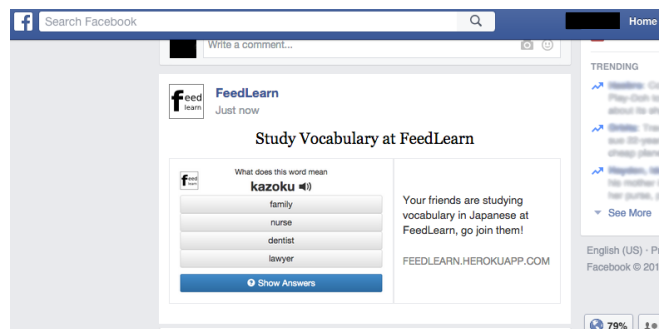 Search Facebook
Home
Write a comment...
feed
learn
FeedLearn
Just now
Study Vocabulary at FeedLearn
feed
learn
What does this word mean
kazoku
family
nurse
dentist
lawyer
Show Answers
Your friends are studying
vocabulary in Japanese at
FeedLearn, go join them!
FEEDLEARN.HEROKUAPP.COM
TRENDING
See More
English (US) ·
Facebook ©
79%